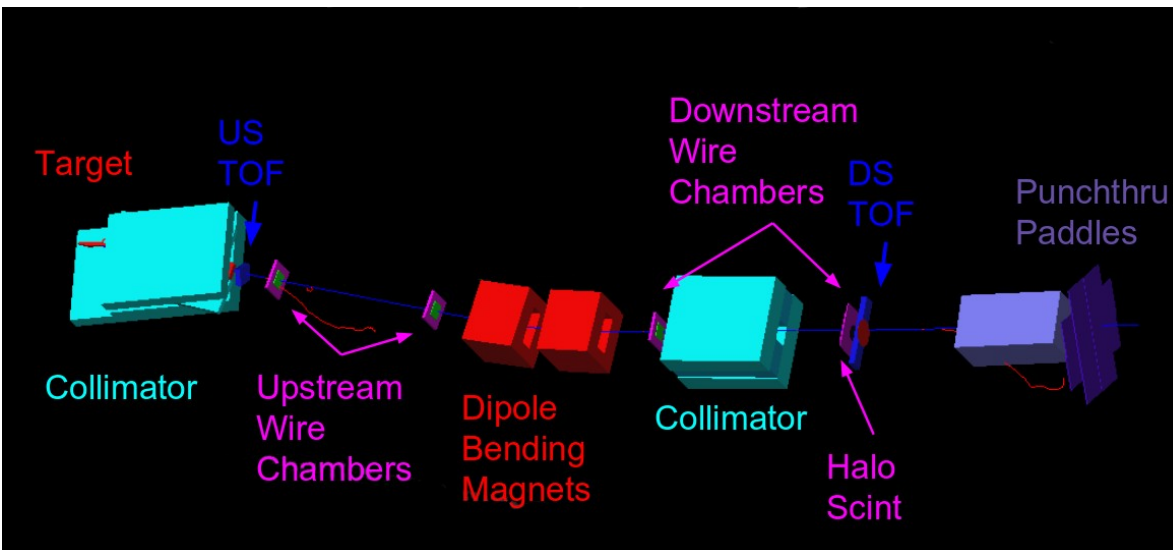 Target
US
TOF
Downstream
Wire
Chambers
DS
TOF
Punchthru
Paddles
Collimator
Upstream
Wire
Chambers
Dipole
Bending
Magnets
Collimator
Halo
Scint